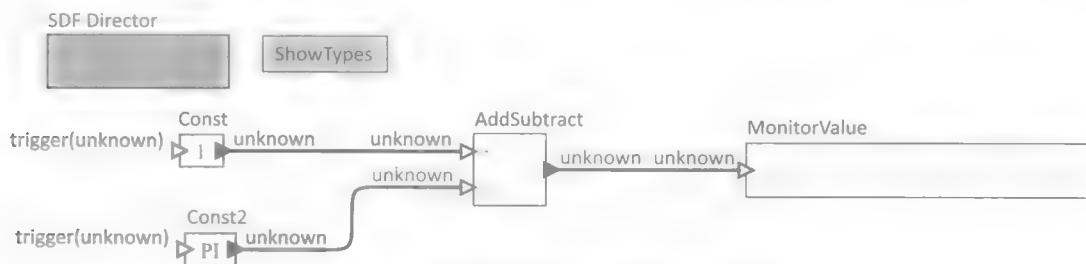 SDF Director
ShowTypes
Const
AddSubtract
MonitorValue
trigger(unknown)
1
unknown
unknown
unknown
unknown
unknown
Const2
trigger(unknown)
PI
unknown